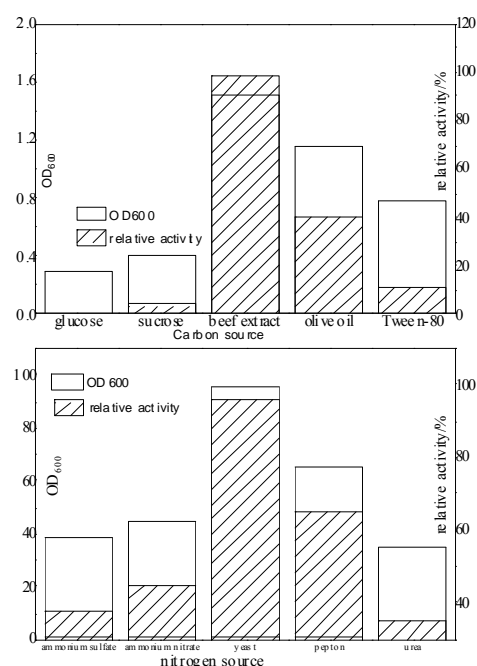 2.0
1.6
1.2
0.8
0.4
0.0
OD600
120
100
80
60
40
20
0
relative activity/%
OD600
relative activity
glucose sucrose beef extract olive oil Tween-80
Carbon source
100
80
60
40
20
0
OD600
100
80
60
40
relative activity/%
OD 600
relative activity
ammonium sulfate ammonium nitrate yeast pepton urea
nitrogen source